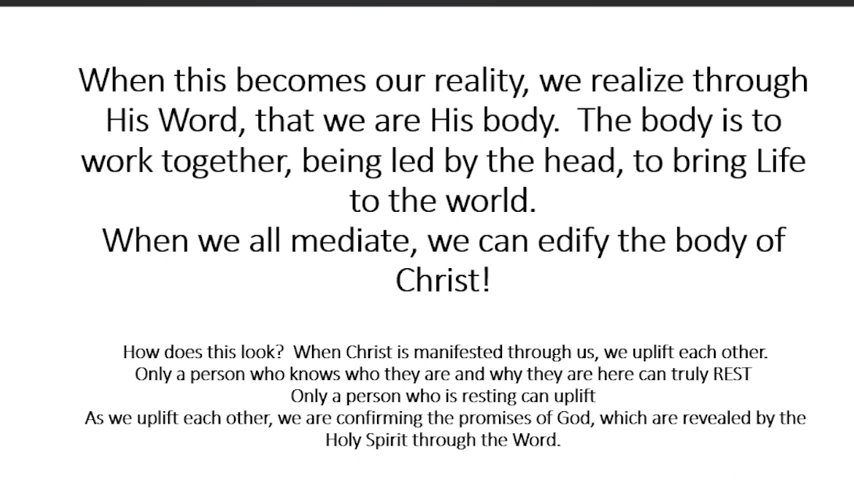 When this becomes our reality, we realize through
His Word, that we are His body.  The body is to
work together, being led by the head, to bring Life
to the world.
When we all mediate, we can edify the body of
Christ!
How does this look?  When Christ is manifested through us, we uplift each other.
Only a person who knows who they are and why they are here can truly REST
Only a person who is resting can uplift
As we uplift each other, we are confirming the promises of God, which are revealed by the
Holy Spirit through the Word.